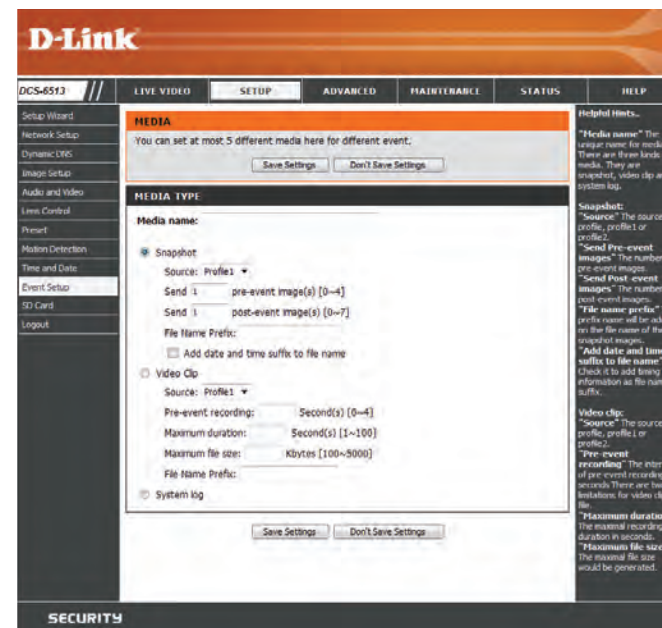 D-Link
DCS-6513 // LIVE VIDEO SETUP ADVANCED MAINTENANCE STATUS HELP
Setup Wizard
Network Setup
Dynamic DNS
Image Setup
Audio and Video
Lens Control
Preset
Motion Detection
Time and Date
Event Setup
SD Card
Logout
MEDIA
You can set at most 5 different media here for different event.
Save Settings Don't Save Settings
MEDIA TYPE
Media name:
Snapshot
Source: Profile1
Send 1 pre-event image(s) [0~4]
Send 1 post-event image(s) [0~7]
File Name Prefix:
Add date and time suffix to file name
Video Clip
Source: Profile1
Pre-event recording: Second(s) [0~4]
Maximum duration: Second(s) [1~100]
Maximum file size: Kbytes [100~5000]
File Name Prefix:
System log
Save Settings Don't Save Settings
Helpful Hints..
"Media name" The
unique name for media
There are three kinds
media. They are
snapshot, video clip a
system log.
Snapshot:
"Source" The source
profile, profile1 or
profile2.
"Send Pre-event
images" The number
pre-event images.
"Send Post-event
images" The number
post-event images.
"File name prefix"
prefix name will be ad
on the file name of the
snapshot images.
"Add date and time
suffix to file name"
Check it to add timing
information as file nam
suffix.
Video clip:
"Source" The source
profile, profile1 or
profile2.
"Pre-event
recording" The inter
of pre-event recording
seconds There are tw
limitations for video cli
file.
"Maximum duratio
The maximal recording
duration in seconds.
"Maximum file size
The maximal file size
would be generated.
SECURITY